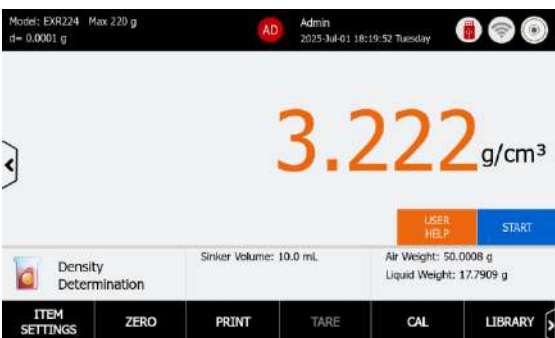 Model: EXR224 Max 220 g
d= 0.0001 g
AD
Admin
2025-Jul-01 18:19:52 Tuesday
3.222 g/cm³
USER
HELP
START
Density
Determination
Sinker Volume: 10.0 mL
Air Weight: 50.0008 g
Liquid Weight: 17.7909 g
ITEM
SETTINGS
ZERO
PRINT
TARE
CAL
LIBRARY